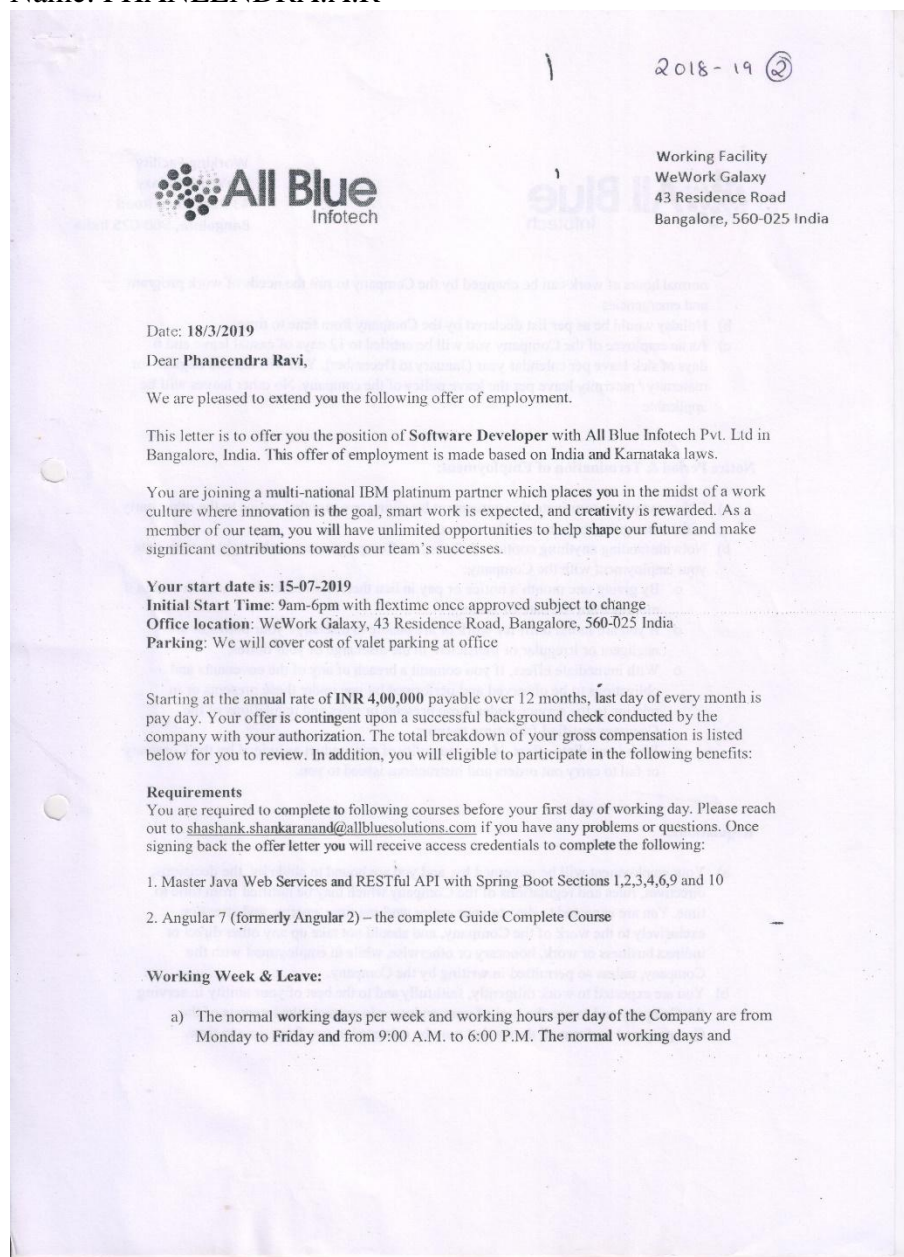 Name: PHANEENDRA.A.R
2018-19 2
All Blue
Infotech
Working Facility
WeWork Galaxy
43 Residence Road
Bangalore, 560-025 India
Date: 18/3/2019
Dear Phaneendra Ravi,
We are pleased to extend you the following offer of employment.
This letter is to offer you the position of Software Developer with All Blue Infotech Pvt. Ltd in
Bangalore, India. This offer of employment is made based on India and Karnataka laws.
You are joining a multi-national IBM platinum partner which places you in the midst of a work
culture where innovation is the goal, smart work is expected, and creativity is rewarded. As a
member of our team, you will have unlimited opportunities to help shape our future and make
significant contributions towards our team's successes.
Your start date is: 15-07-2019
Initial Start Time: 9am-6pm with flextime once approved subject to change
Office location: WeWork Galaxy, 43 Residence Road, Bangalore, 560-025 India
Parking: We will cover cost of valet parking at office
Starting at the annual rate of INR 4,00,000 payable over 12 months, last day of every month is
pay day. Your offer is contingent upon a successful background check conducted by the
company with your authorization. The total breakdown of your gross compensation is listed
below for you to review. In addition, you will eligible to participate in the following benefits:
Requirements
You are required to complete to following courses before your first day of working day. Please reach
out to shashank.shankaranand@allbluesolutions.com if you have any problems or questions. Once
signing back the offer letter you will receive access credentials to complete the following:
1. Master Java Web Services and RESTful API with Spring Boot Sections 1,2,3,4,6,9 and 10
2. Angular 7 (formerly Angular 2) – the complete Guide Complete Course
Working Week & Leave:
a) The normal working days per week and working hours per day of the Company are from
Monday to Friday and from 9:00 A.M. to 6:00 P.M. The normal working days and